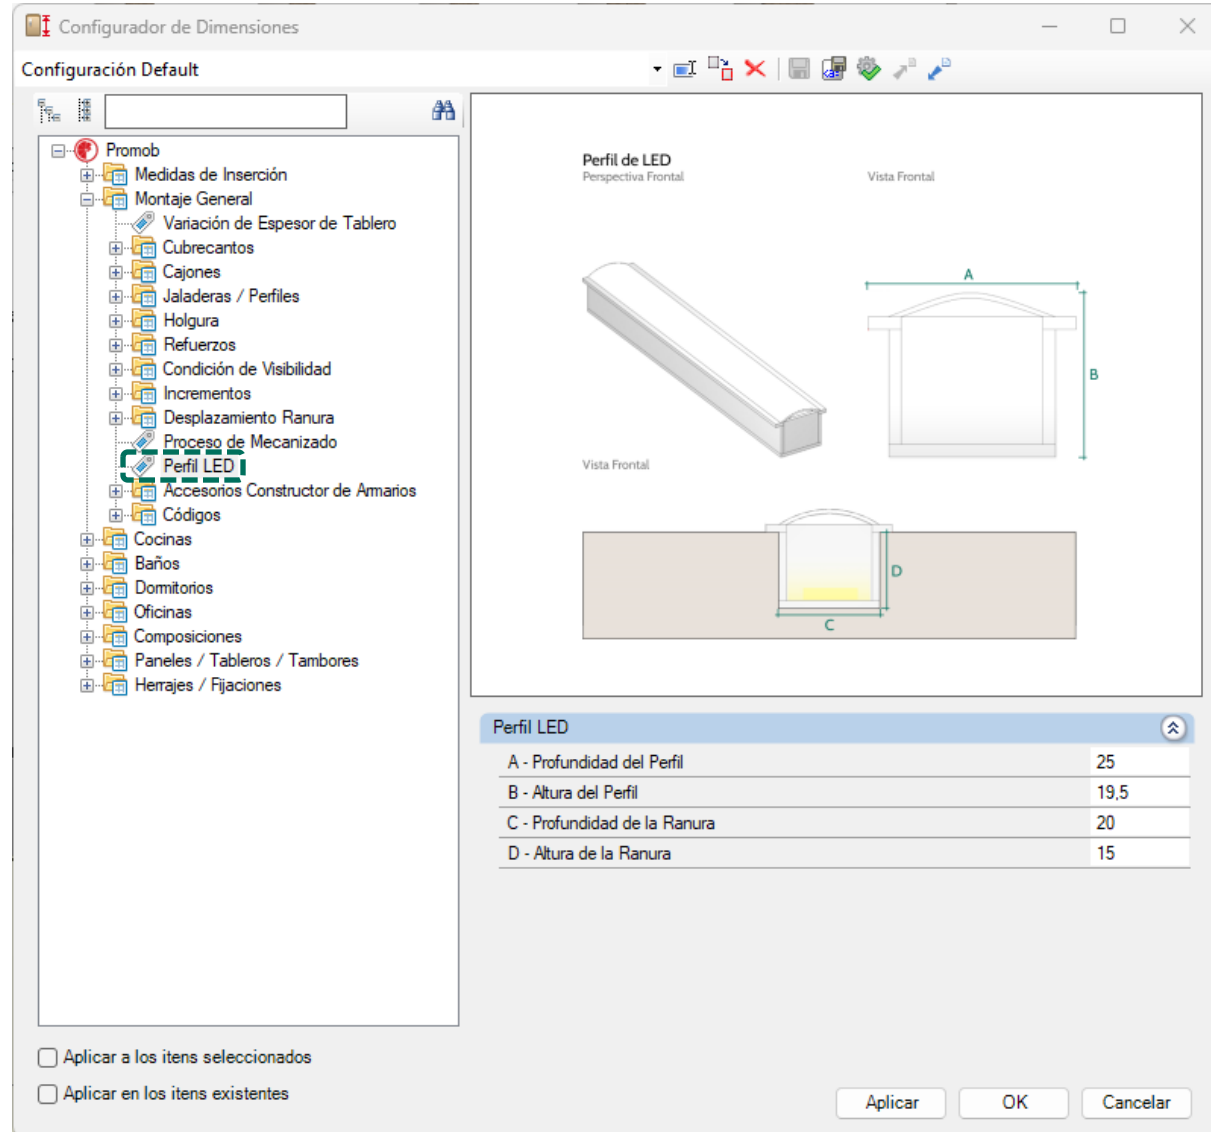 Configurador de Dimensiones
Configuración Default
Promob
Medidas de Inserción
Montaje General
Variación de Espesor de Tablero
Cubrecantos
Cajones
Jaladeras / Perfiles
Holgura
Refuerzos
Condición de Visibilidad
Incrementos
Desplazamiento Ranura
Proceso de Mecanizado
Perfil LED
Accesorios Constructor de Armarios
Códigos
Cocinas
Baños
Dormitorios
Oficinas
Composiciones
Paneles / Tableros / Tambores
Herrajes / Fijaciones
Perfil de LED
Perspectiva Frontal
Vista Frontal
A
B
Vista Frontal
D
C
Perfil LED
A - Profundidad del Perfil 25
B - Altura del Perfil 19,5
C - Profundidad de la Ranura 20
D - Altura de la Ranura 15
Aplicar a los itens seleccionados
Aplicar en los itens existentes
Aplicar OK Cancelar